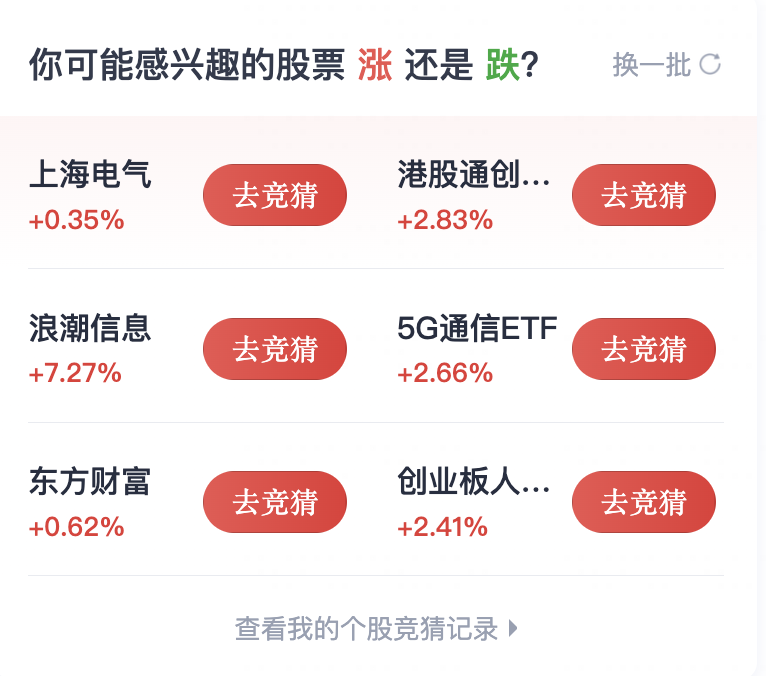 你可能感兴趣的股票 涨 还是 跌?
换一批
上海电气
+0.35%
去竞猜
港股通创...
+2.83%
去竞猜
浪潮信息
+7.27%
去竞猜
5G通信ETF
+2.66%
去竞猜
东方财富
+0.62%
去竞猜
创业板人...
+2.41%
去竞猜
查看我的个股竞猜记录